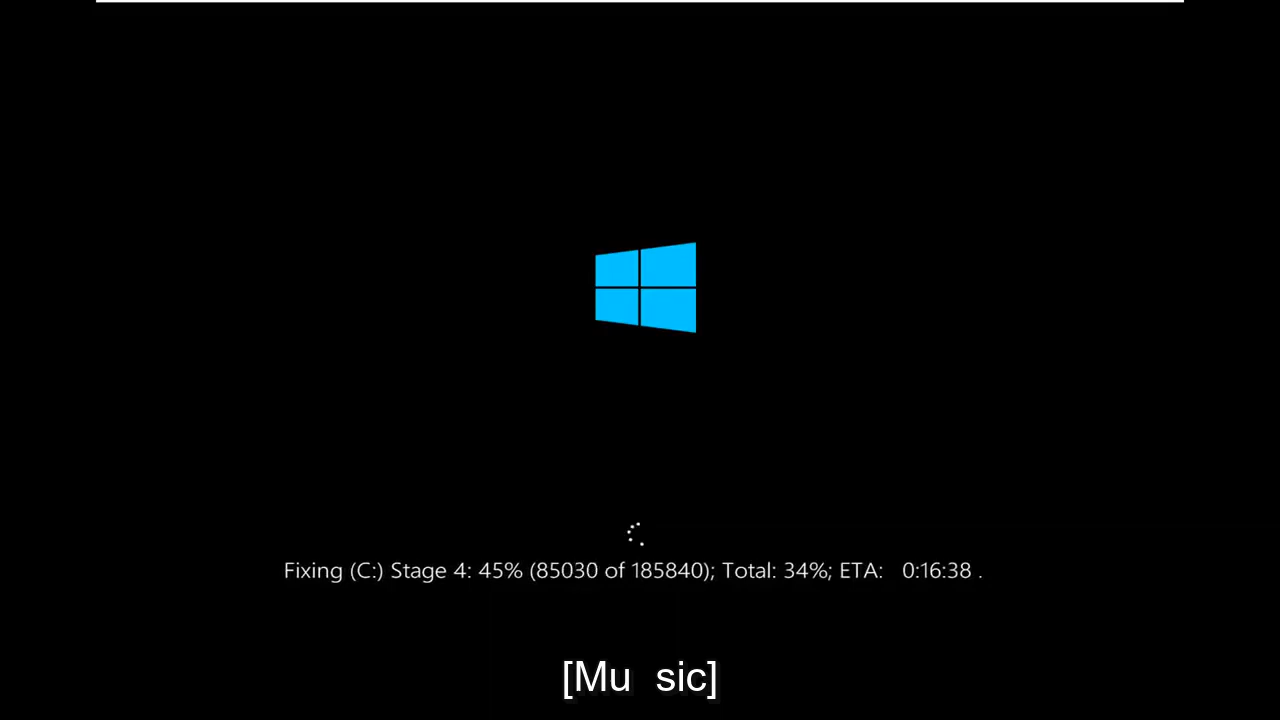 Fixing (C:) Stage 4: 45% (85030 of 185840); Total: 34%; ETA:   0:16:38 .
[Mu  sic]